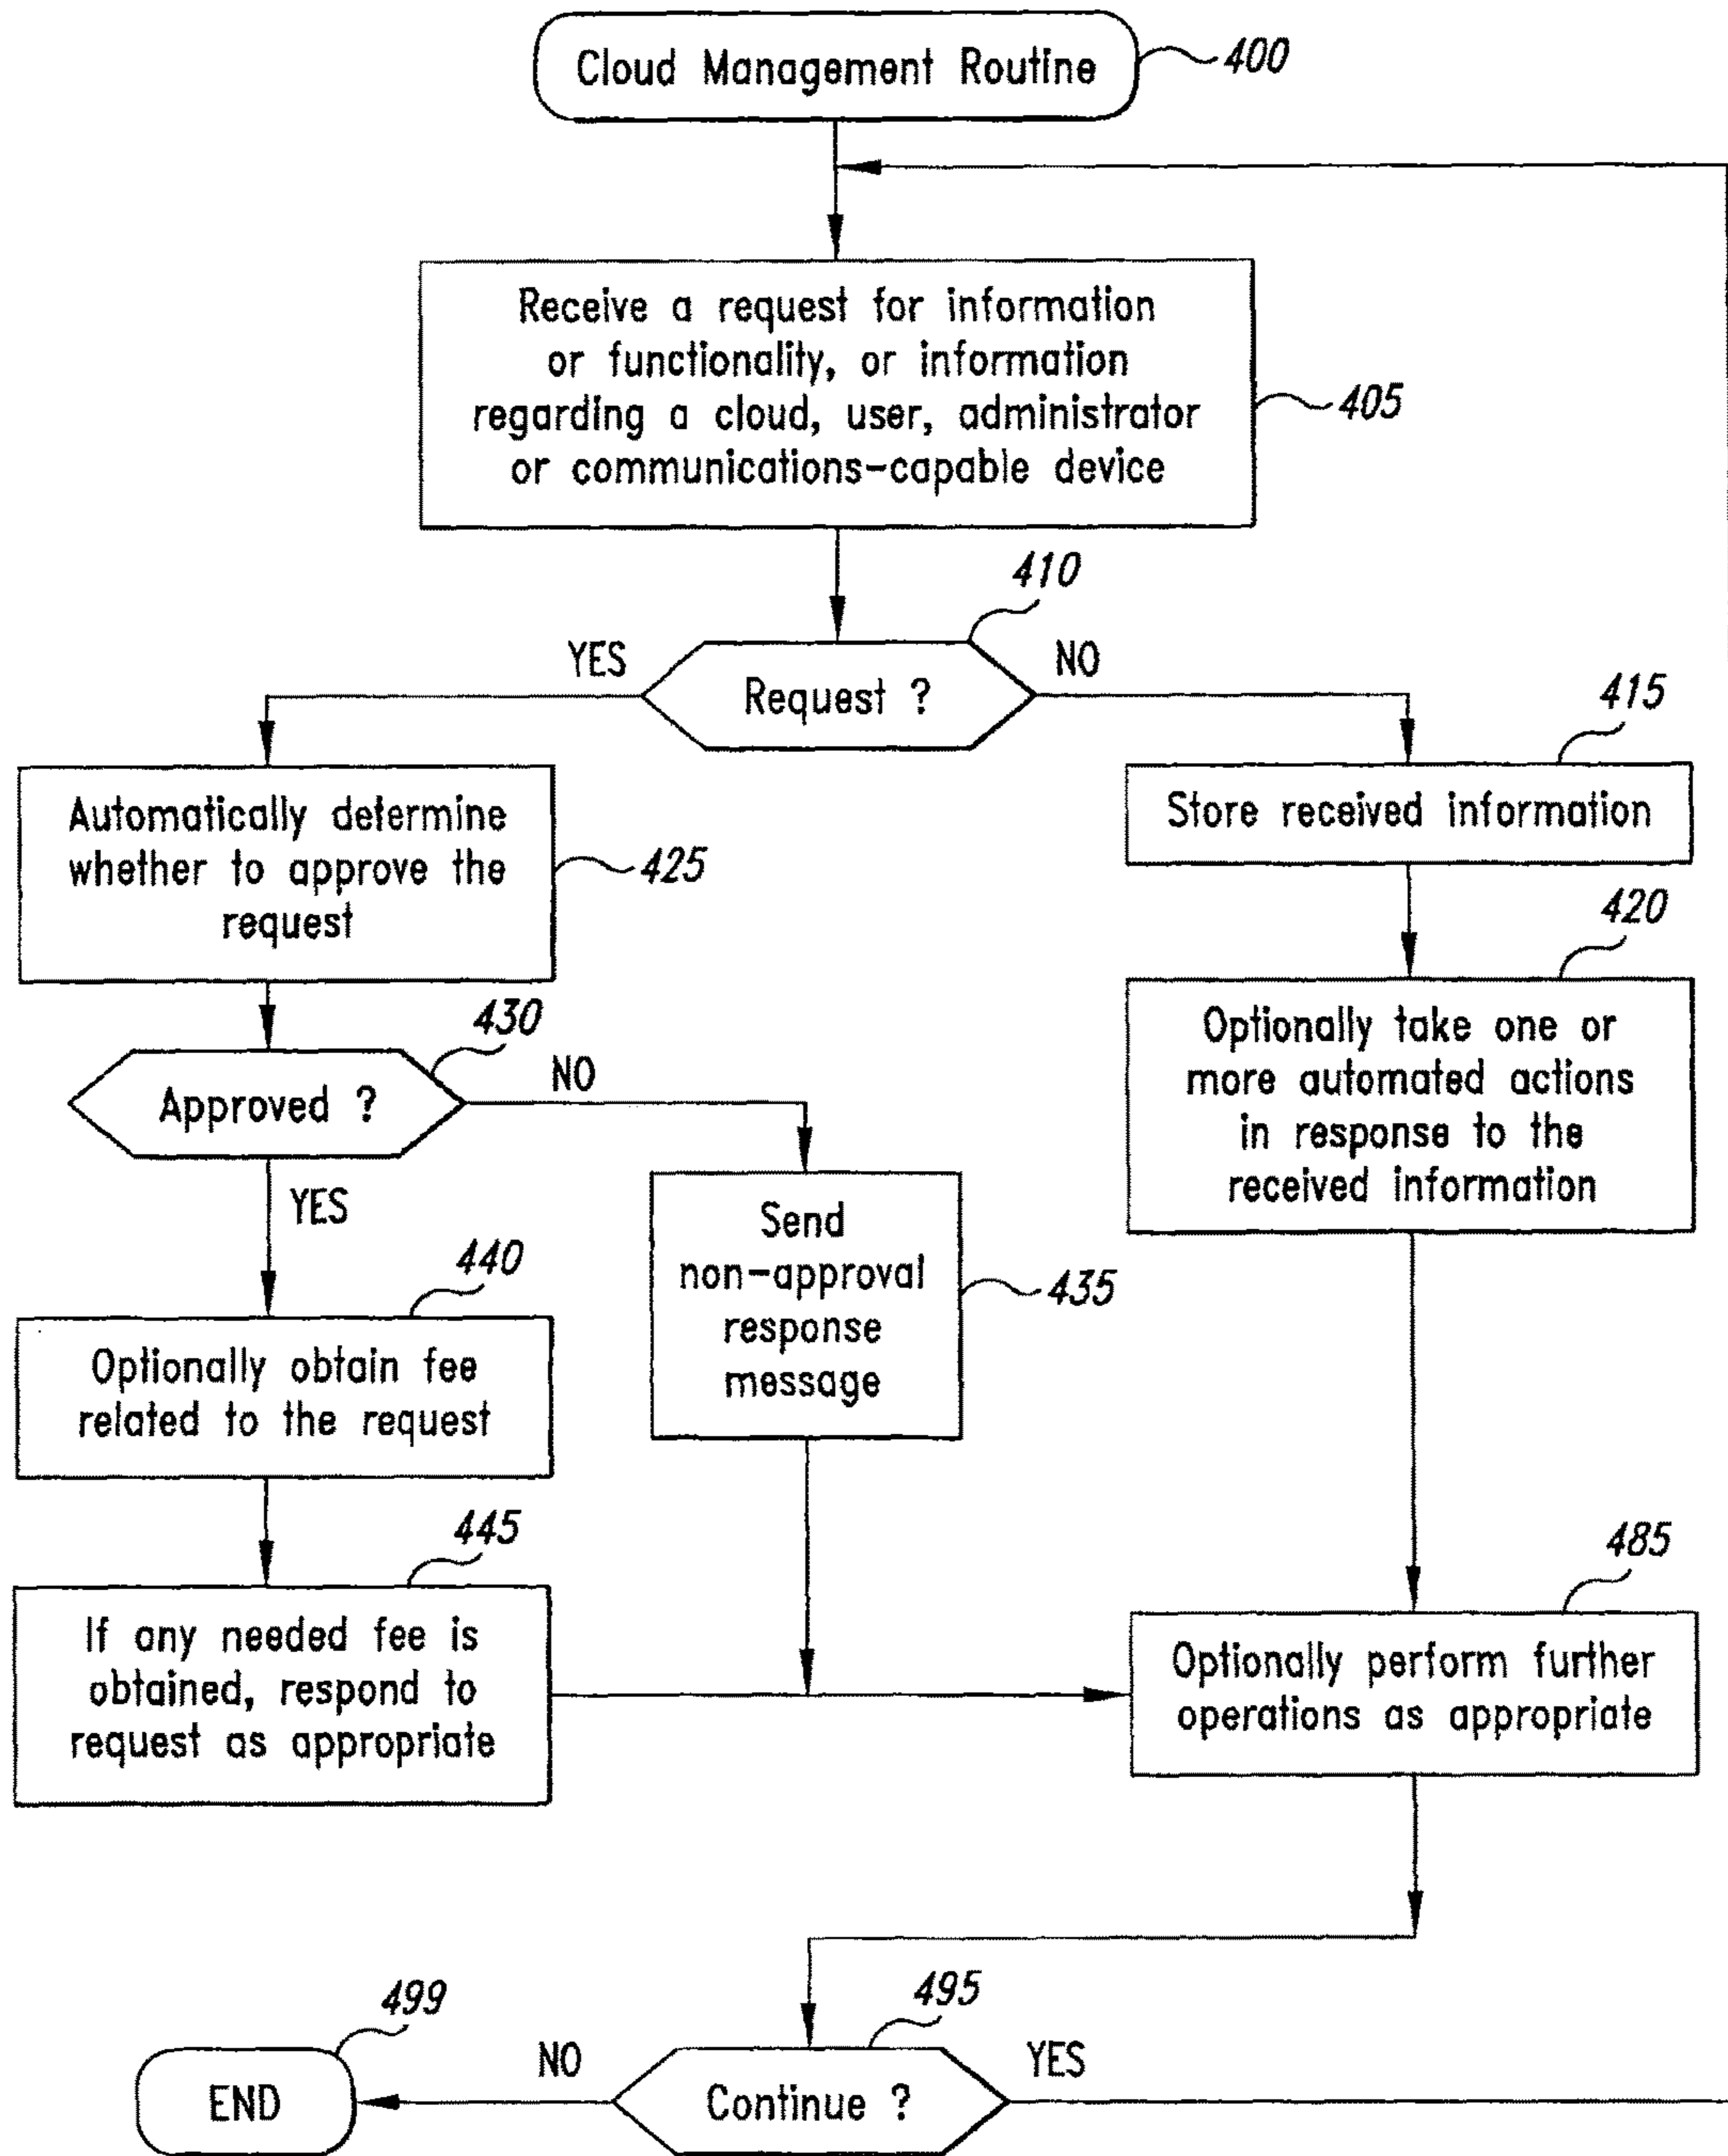 Cloud Management Routine
400
Receive a request for information
or functionality, or information
regarding a cloud, user, administrator
or communications-capable device
405
410
YES
Request ?
NO
415
Store received information
Automatically determine
whether to approve the
request
425
420
Optionally take one or
more automated actions
in response to the
received information
430
Approved ?
NO
YES
Send
non-approval
response
message
435
440
Optionally obtain fee
related to the request
445
If any needed fee is
obtained, respond to
request as appropriate
485
Optionally perform further
operations as appropriate
495
Continue ?
NO
YES
499
END